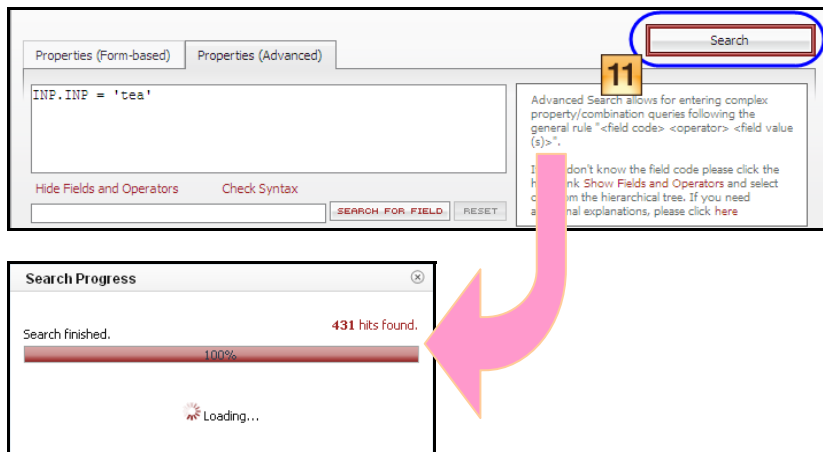 Search
Properties (Form-based)
Properties (Advanced)
11
INP.INP = 'tea'
Advanced Search allows for entering complex
property/combination queries following the
general rule "<field code> <operator> <field value
(s)>".
don't know the field code please click the
Show Fields and Operators and select
the hierarchical tree. If you need
explanations, please click here
Hide Fields and Operators
Check Syntax
SEARCH FOR FIELD
RESET
Search Progress
431 hits found.
Search finished.
100%
Loading...